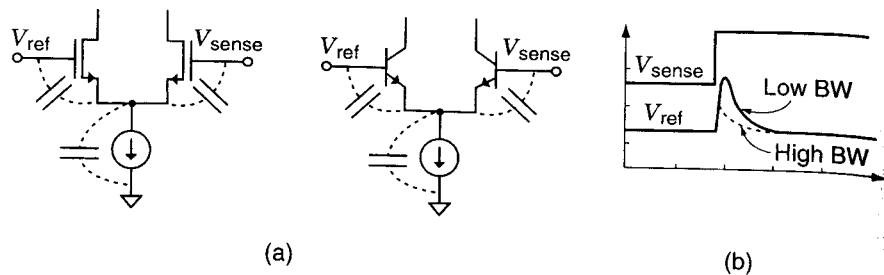 V_ref
V_sense
V_ref
V_sense
(a)
V_sense
V_ref
Low BW
High BW
(b)